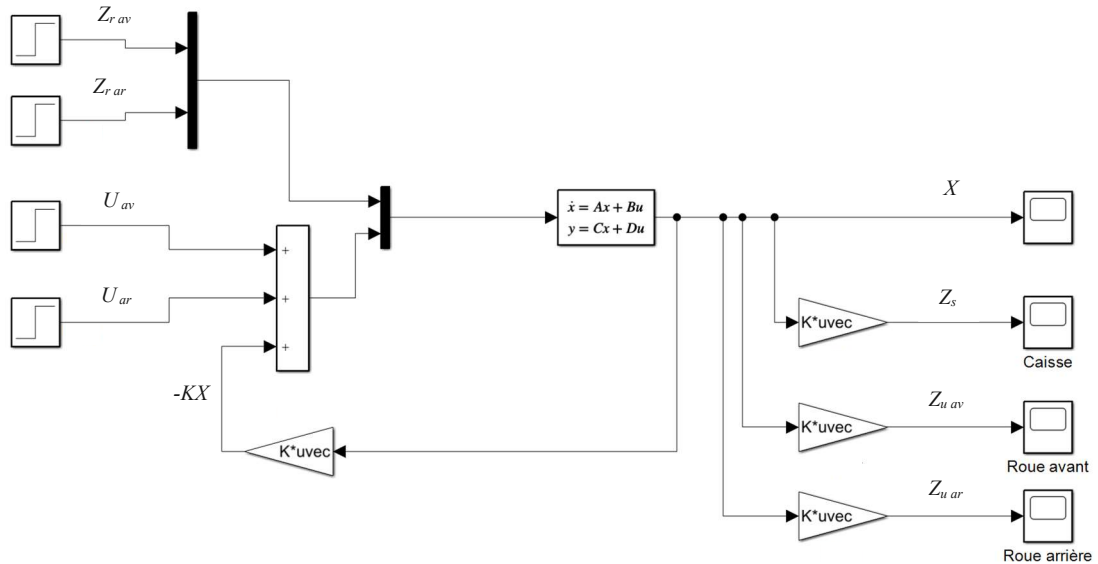 Z_{r av}
Z_{r ar}
U_{av}
U_{ar}
+
+
+
-KX
K*uvec
ẋ = Ax + Bu
y = Cx + Du
X
K*uvec
Z_s
Caisse
K*uvec
Z_{u av}
Roue avant
K*uvec
Z_{u ar}
Roue arrière